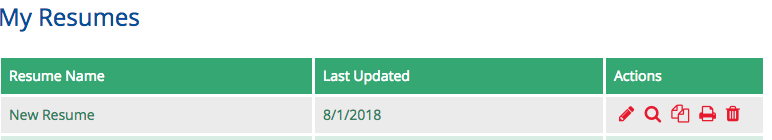 My Resumes
Resume Name Last Updated Actions
New Resume 8/1/2018